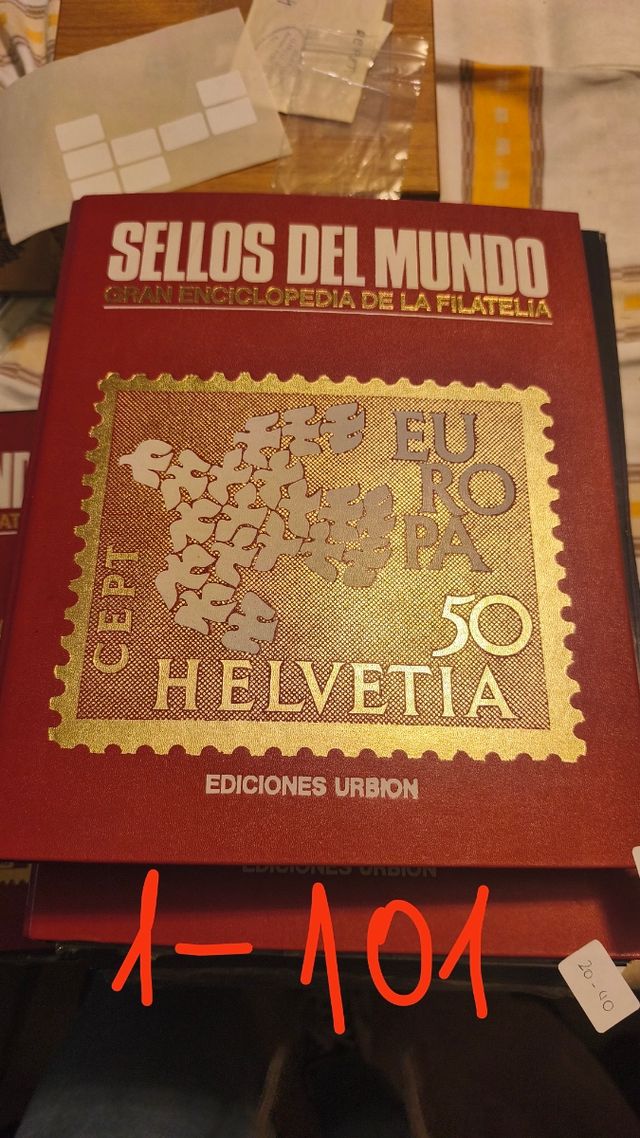 SELLOS DEL MUNDO
GRAN ENCICLOPEDIA DE LA FILATELIA
EU
RO
PA
CEPT
50
HELVETIA
EDICIONES URBION
EDICIONES URBION
1-101
20-40